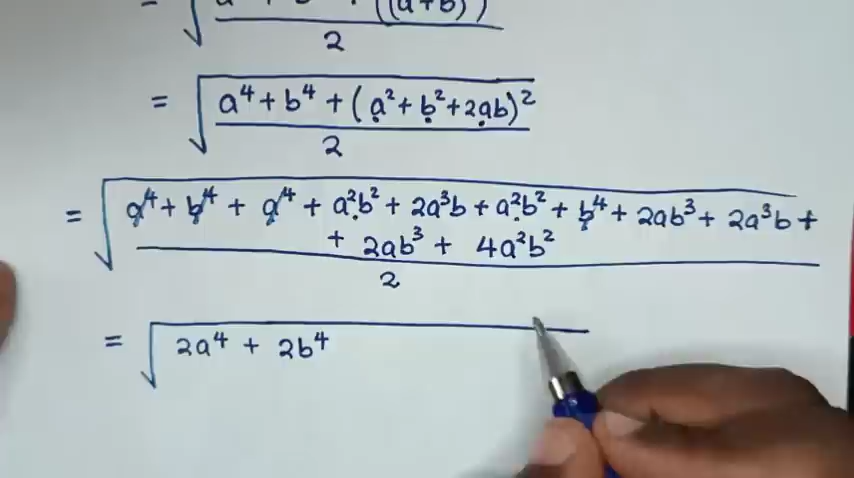 ((a+b)
2
= √ a⁴ + b⁴ + (a² + b² + 2ab)²
2
= √ a⁴ + b⁴ + a⁴ + a²b² + 2a³b + a²b² + b⁴ + 2ab³ + 2a³b +
+ 2ab³ + 4a²b²
2
= √ 2a⁴ + 2b⁴